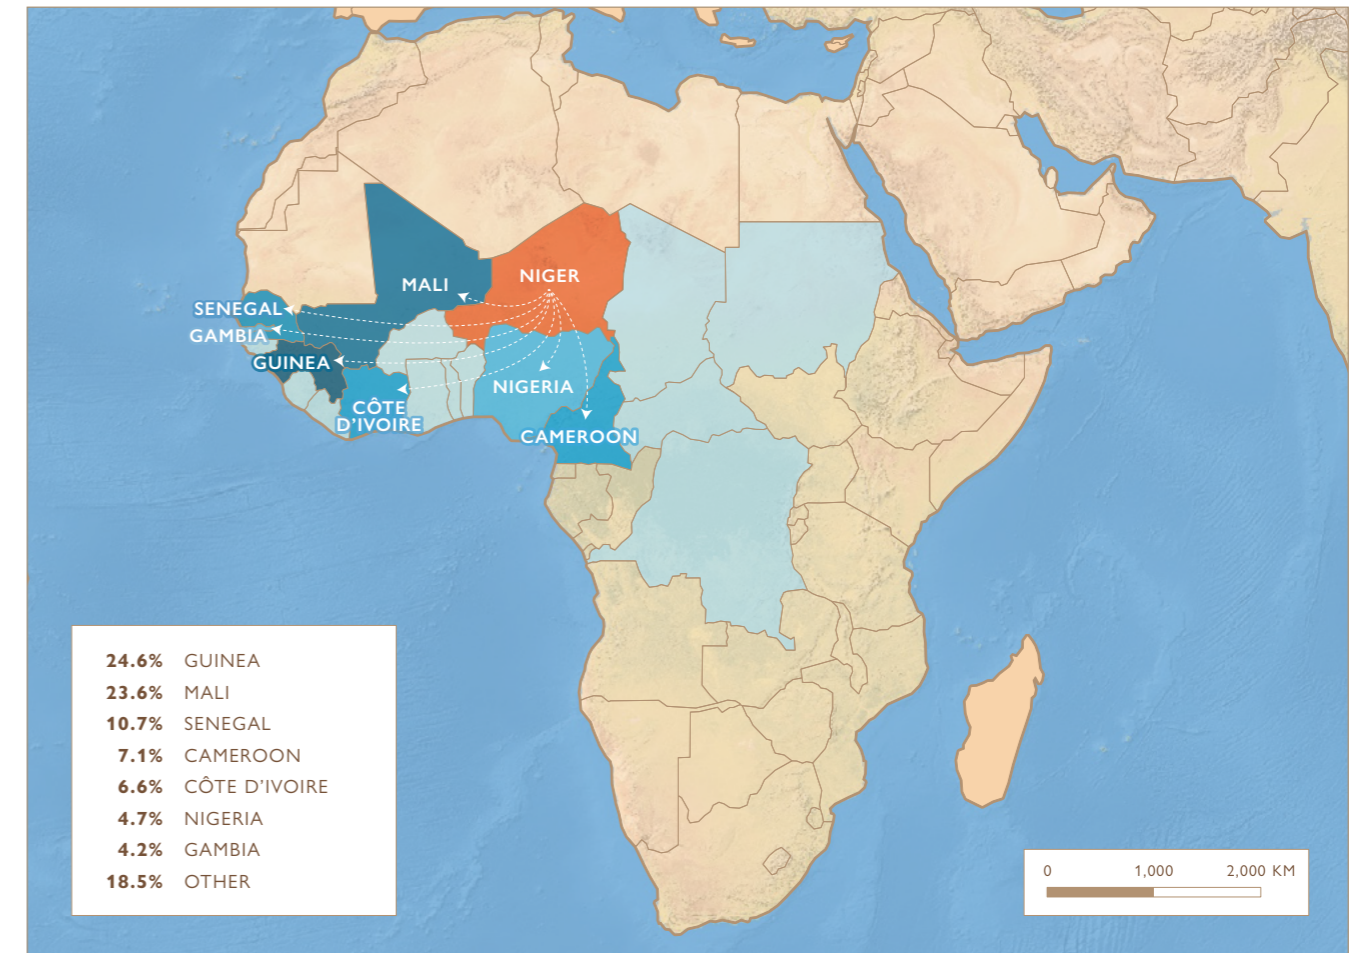 MALI
NIGER
SENEGAL
GAMBIA
GUINEA
NIGERIA
CÔTE
D'IVOIRE
CAMEROON
24.6% GUINEA
23.6% MALI
10.7% SENEGAL
7.1% CAMEROON
6.6% CÔTE D'IVOIRE
4.7% NIGERIA
4.2% GAMBIA
18.5% OTHER
0 1,000 2,000 KM